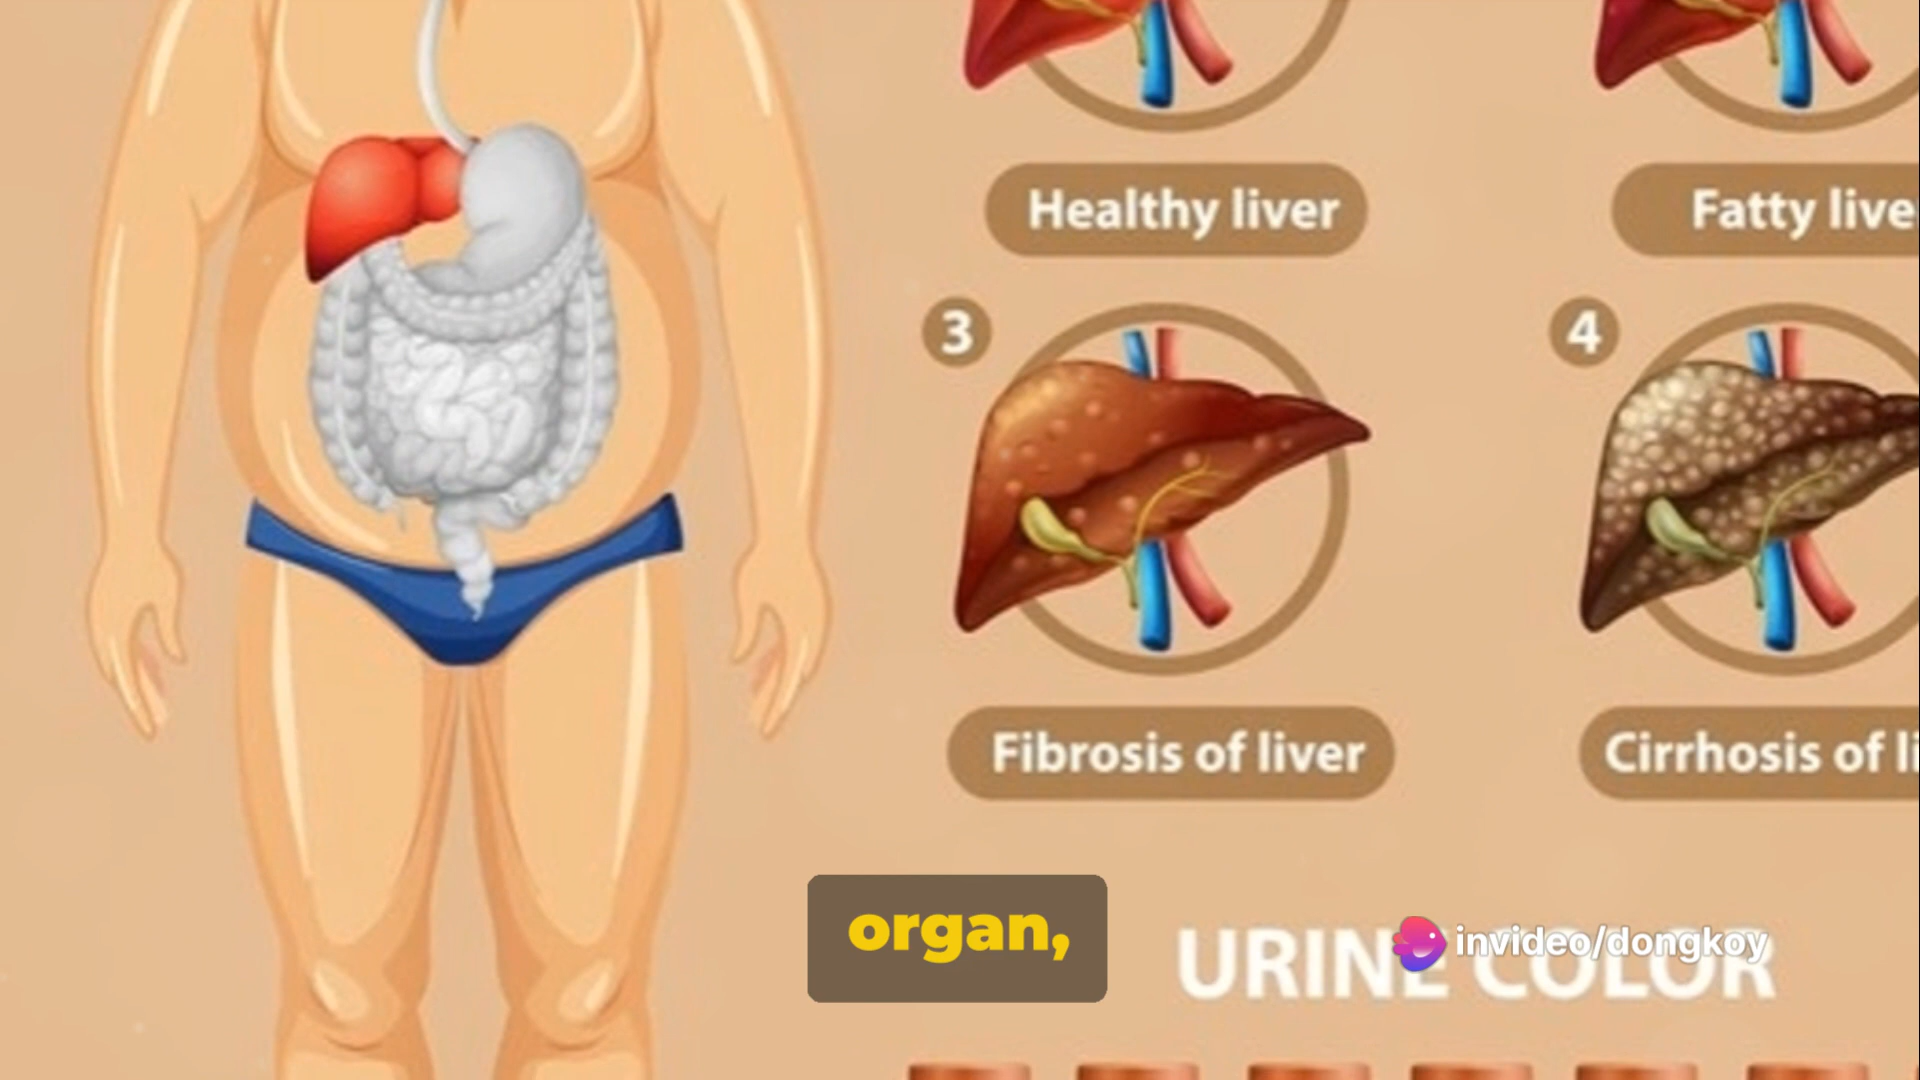 Healthy liver
Fatty live
3
4
Fibrosis of liver
Cirrhosis of li
organ,
URINE COLOR
invideo/dongkoy